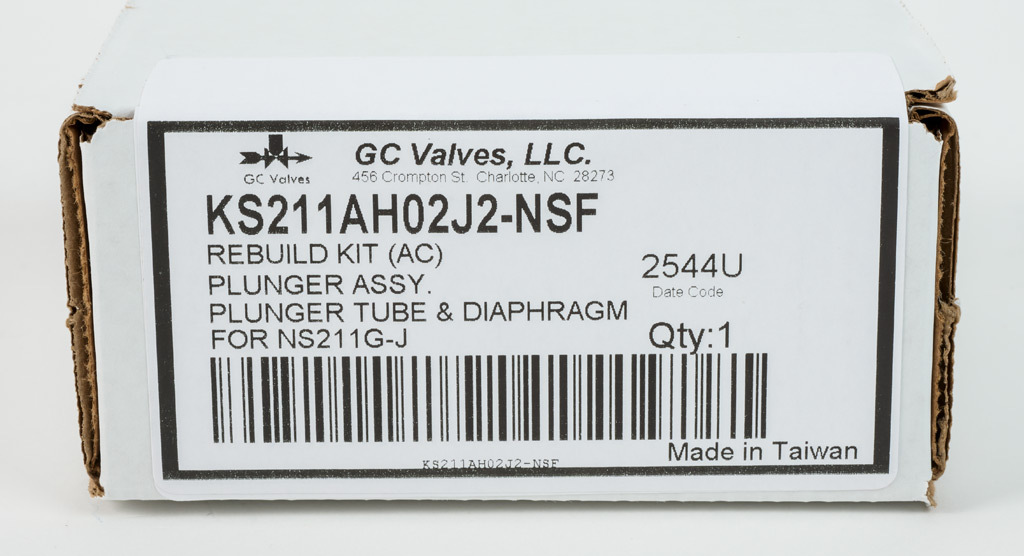 GC Valves
GC Valves, LLC.
456 Crompton St. Charlotte, NC 28273
KS211AH02J2-NSF
REBUILD KIT (AC)
PLUNGER ASSY.
PLUNGER TUBE & DIAPHRAGM
FOR NS211G-J
2544U
Date Code
Qty:1
KS211AH02J2-NSF
Made in Taiwan